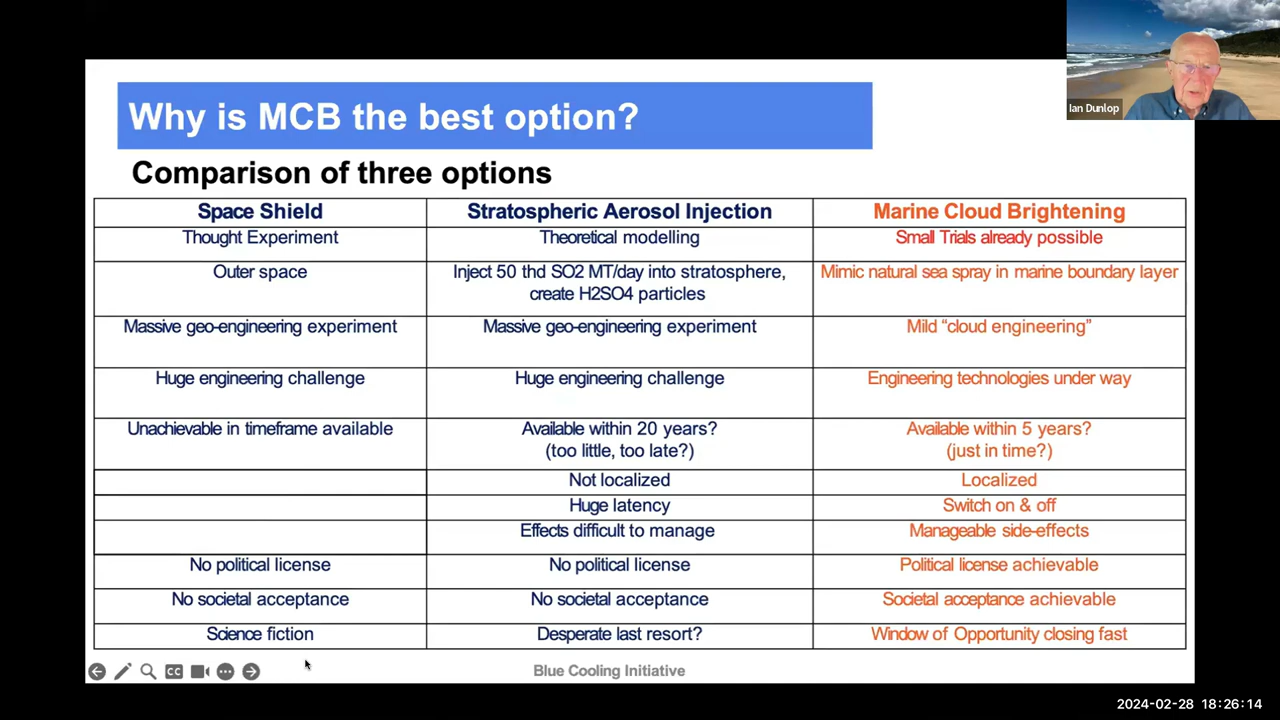 Ian Dunlop
Why is MCB the best option?
Comparison of three options
Space Shield
Stratospheric Aerosol Injection
Marine Cloud Brightening
Thought Experiment
Theoretical modelling
Small Trials already possible
Outer space
Inject 50 thd SO2 MT/day into stratosphere,
create H2SO4 particles
Mimic natural sea spray in marine boundary layer
Massive geo-engineering experiment
Massive geo-engineering experiment
Mild “cloud engineering”
Huge engineering challenge
Huge engineering challenge
Engineering technologies under way
Unachievable in timeframe available
Available within 20 years?
(too little, too late?)
Available within 5 years?
(just in time?)
Not localized
Localized
Huge latency
Switch on & off
Effects difficult to manage
Manageable side-effects
No political license
No political license
Political license achievable
No societal acceptance
No societal acceptance
Societal acceptance achievable
Science fiction
Desperate last resort?
Window of Opportunity closing fast
CC
Blue Cooling Initiative
2024-02-28 18:26:14